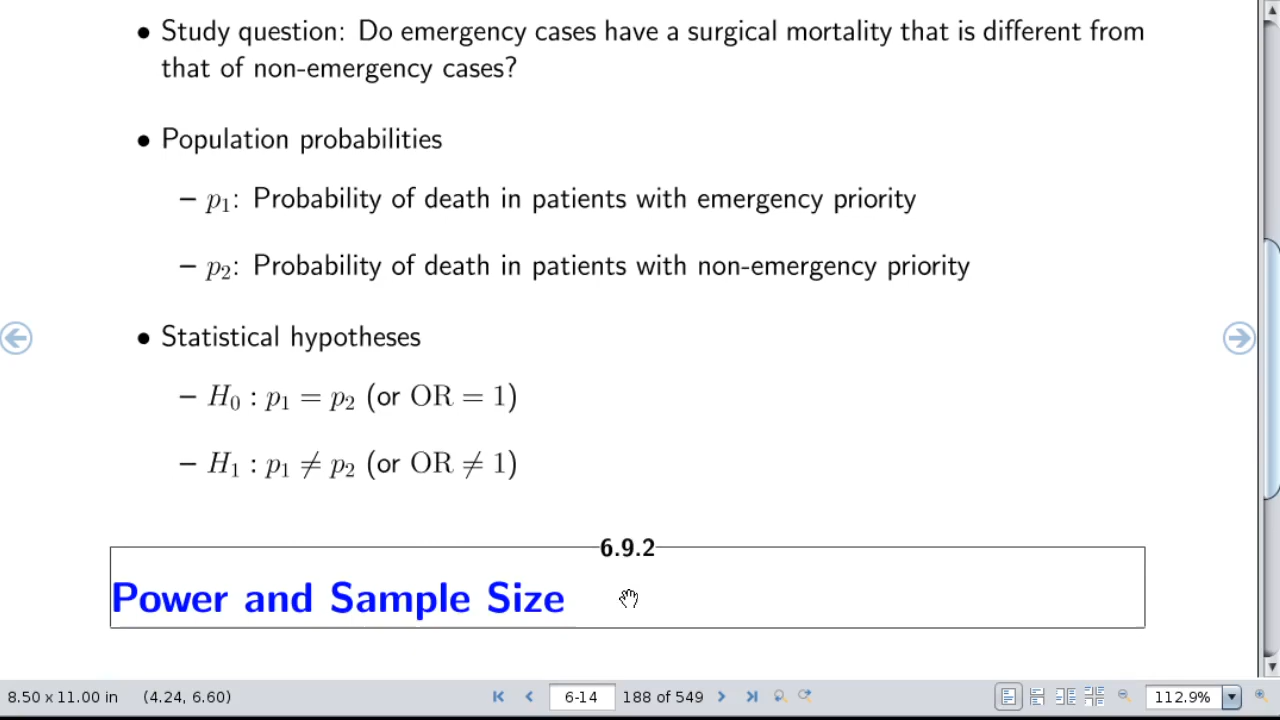 • Study question: Do emergency cases have a surgical mortality that is different from
that of non-emergency cases?
• Population probabilities
– p₁: Probability of death in patients with emergency priority
– p₂: Probability of death in patients with non-emergency priority
• Statistical hypotheses
– H₀ : p₁ = p₂ (or OR = 1)
– H₁ : p₁ ≠ p₂ (or OR ≠ 1)
6.9.2
Power and Sample Size
8.50 x 11.00 in (4.24, 6.60) 6-14 188 of 549 112.9%